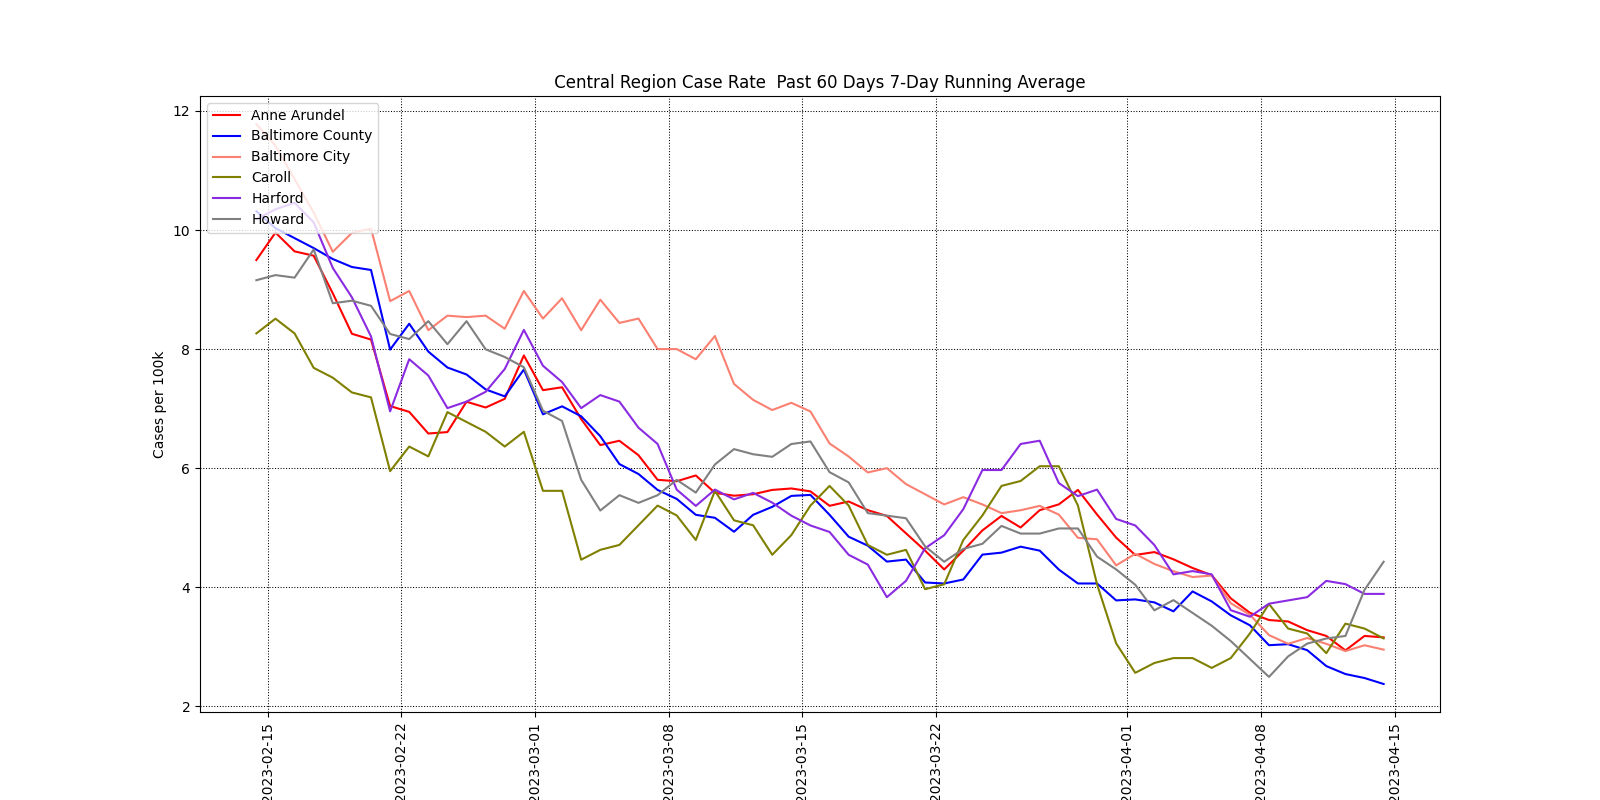 Central Region Case Rate  Past 60 Days 7-Day Running Average
12
10
8
6
4
2
Cases per 100k
Anne Arundel
Baltimore County
Baltimore City
Caroll
Harford
Howard
2023-02-15
2023-02-22
2023-03-01
2023-03-08
2023-03-15
2023-03-22
2023-04-01
2023-04-08
2023-04-15